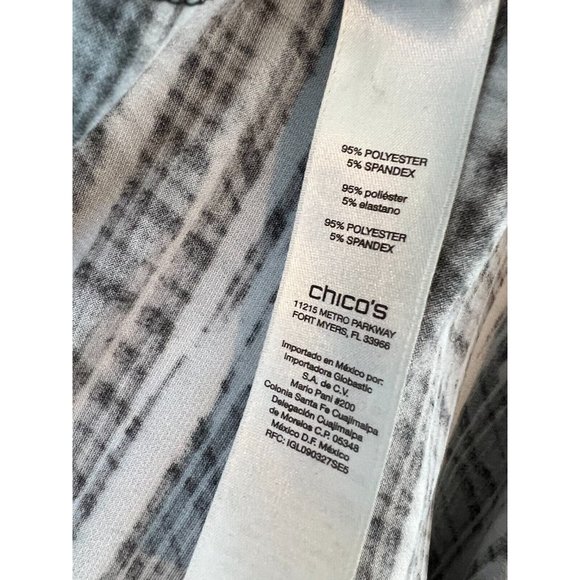 95% POLYESTER
5% SPANDEX
95% poliéster
5% elastano
95% POLYESTER
5% SPANDEX
chico's
11215 METRO PARKWAY
FORT MYERS, FL 33966
Importado en México por:
Importadora Globastic
S.A. de C.V.
Mario Pani #200
Colonia Santa Fe Cuajimalpa
Delegación Cuajimalpa
de Morelos C.P. 05348
México D.F. México
RFC: IGL090327SE5